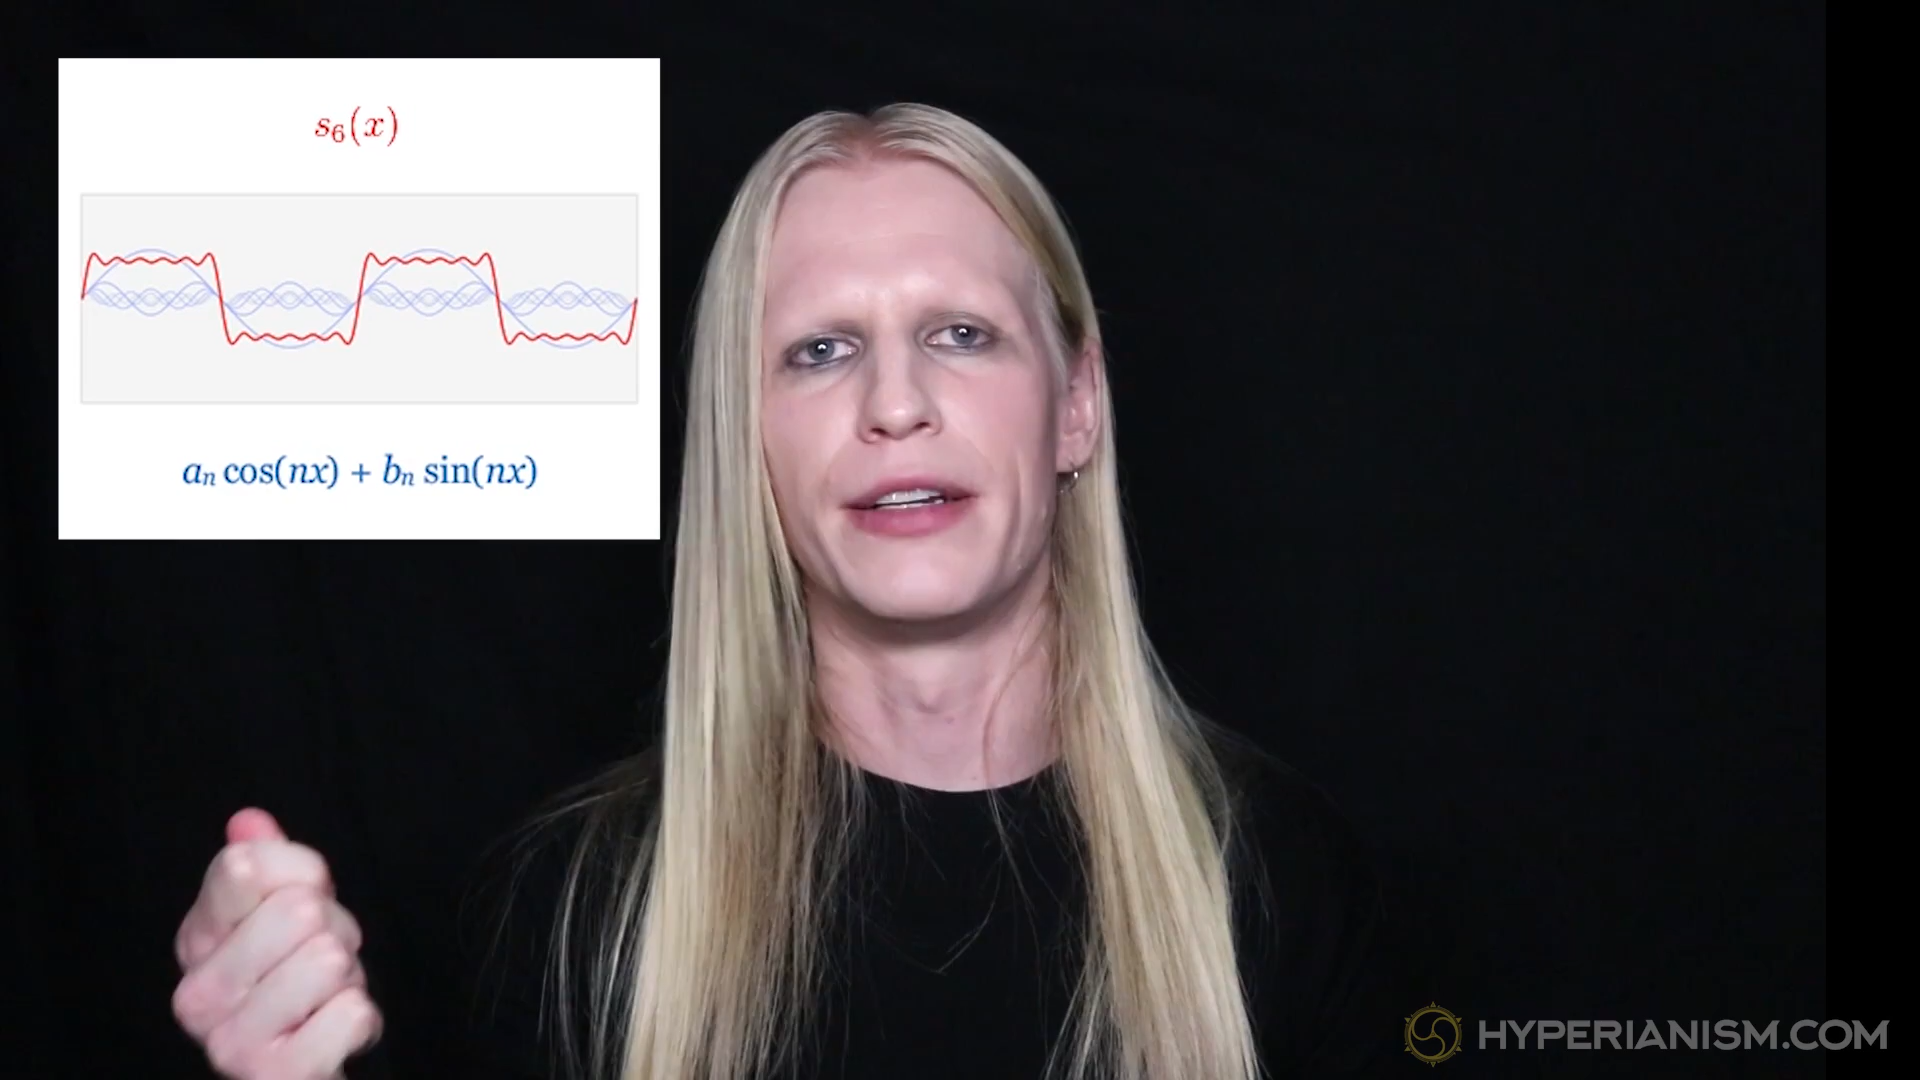 s₆(x)
aₙ cos(nx) + bₙ sin(nx)
HYPERIANISM.COM